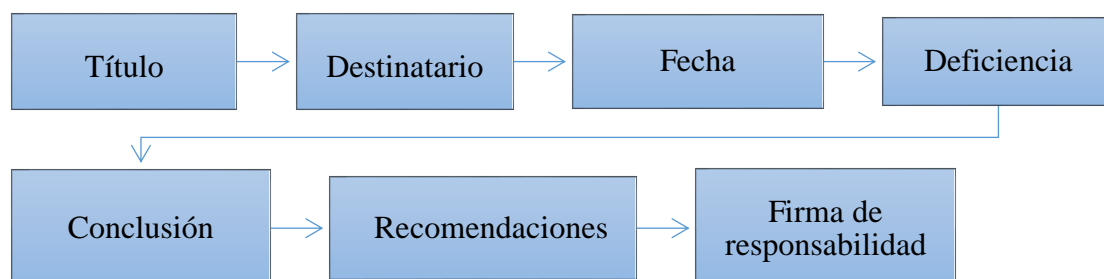 Título
Destinatario
Fecha
Deficiencia
Conclusión
Recomendaciones
Firma de
responsabilidad